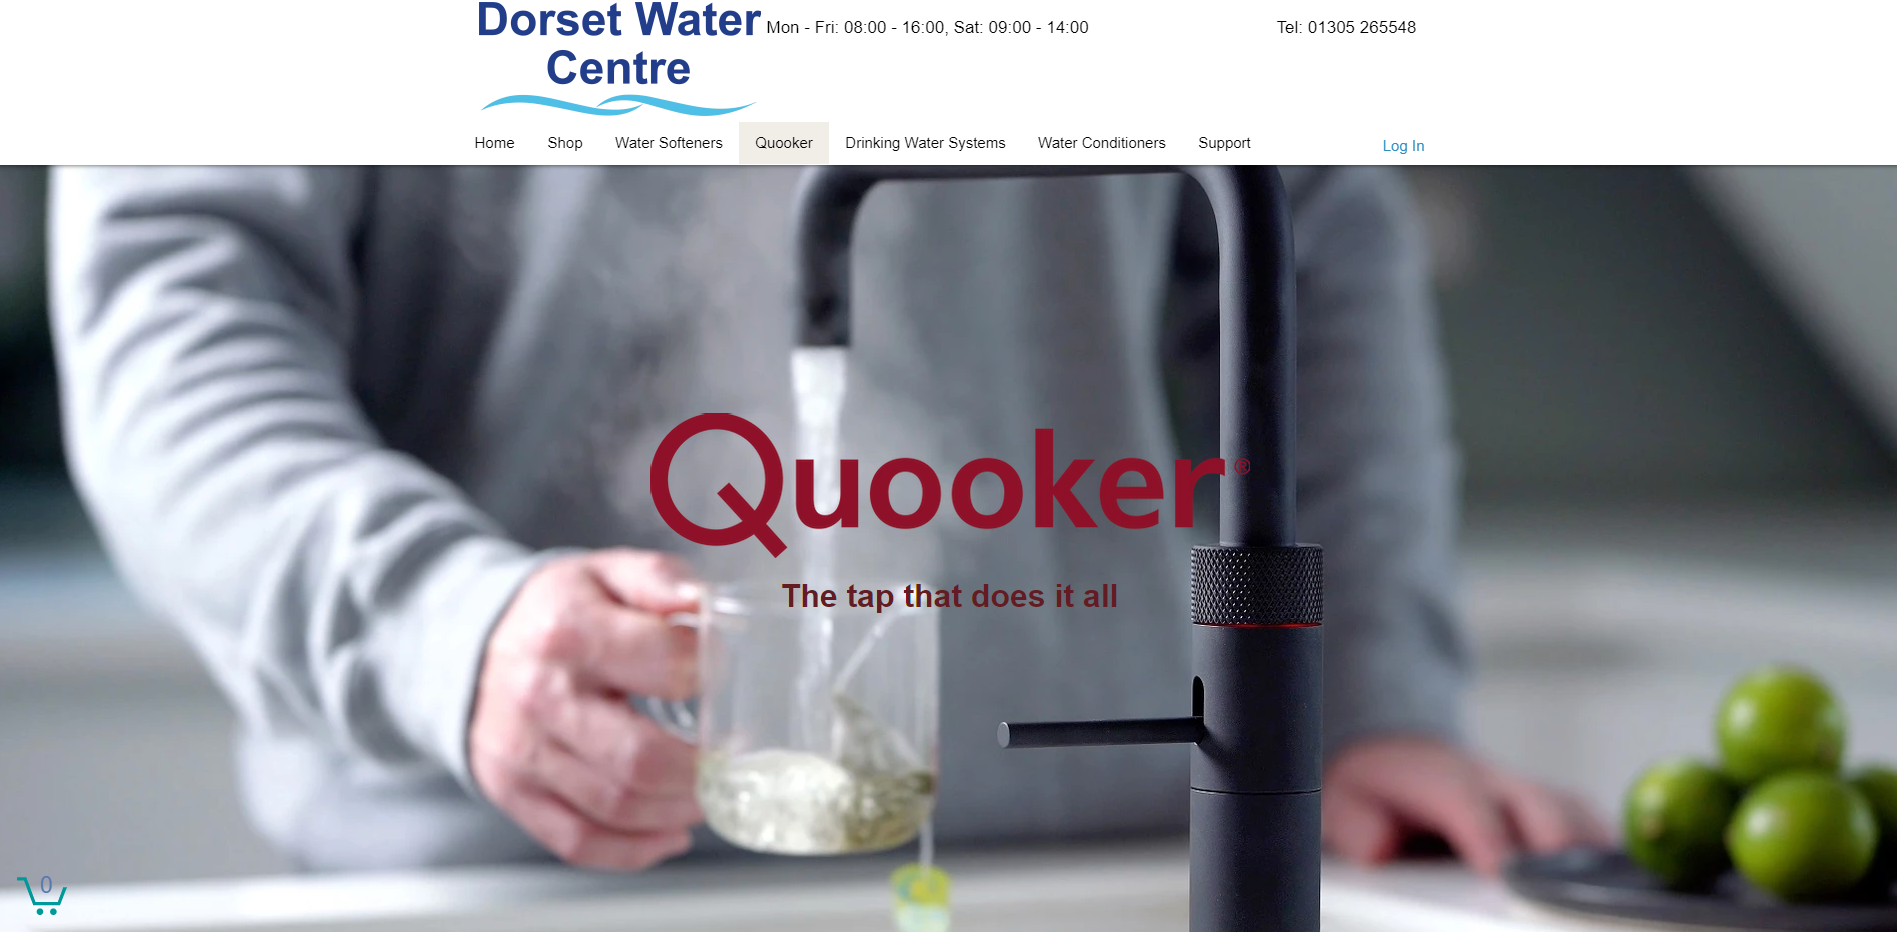 Dorset Water
Centre
Mon - Fri: 08:00 - 16:00, Sat: 09:00 - 14:00
Tel: 01305 265548
Home
Shop
Water Softeners
Quooker
Drinking Water Systems
Water Conditioners
Support
Log In
Quooker®
The tap that does it all
0